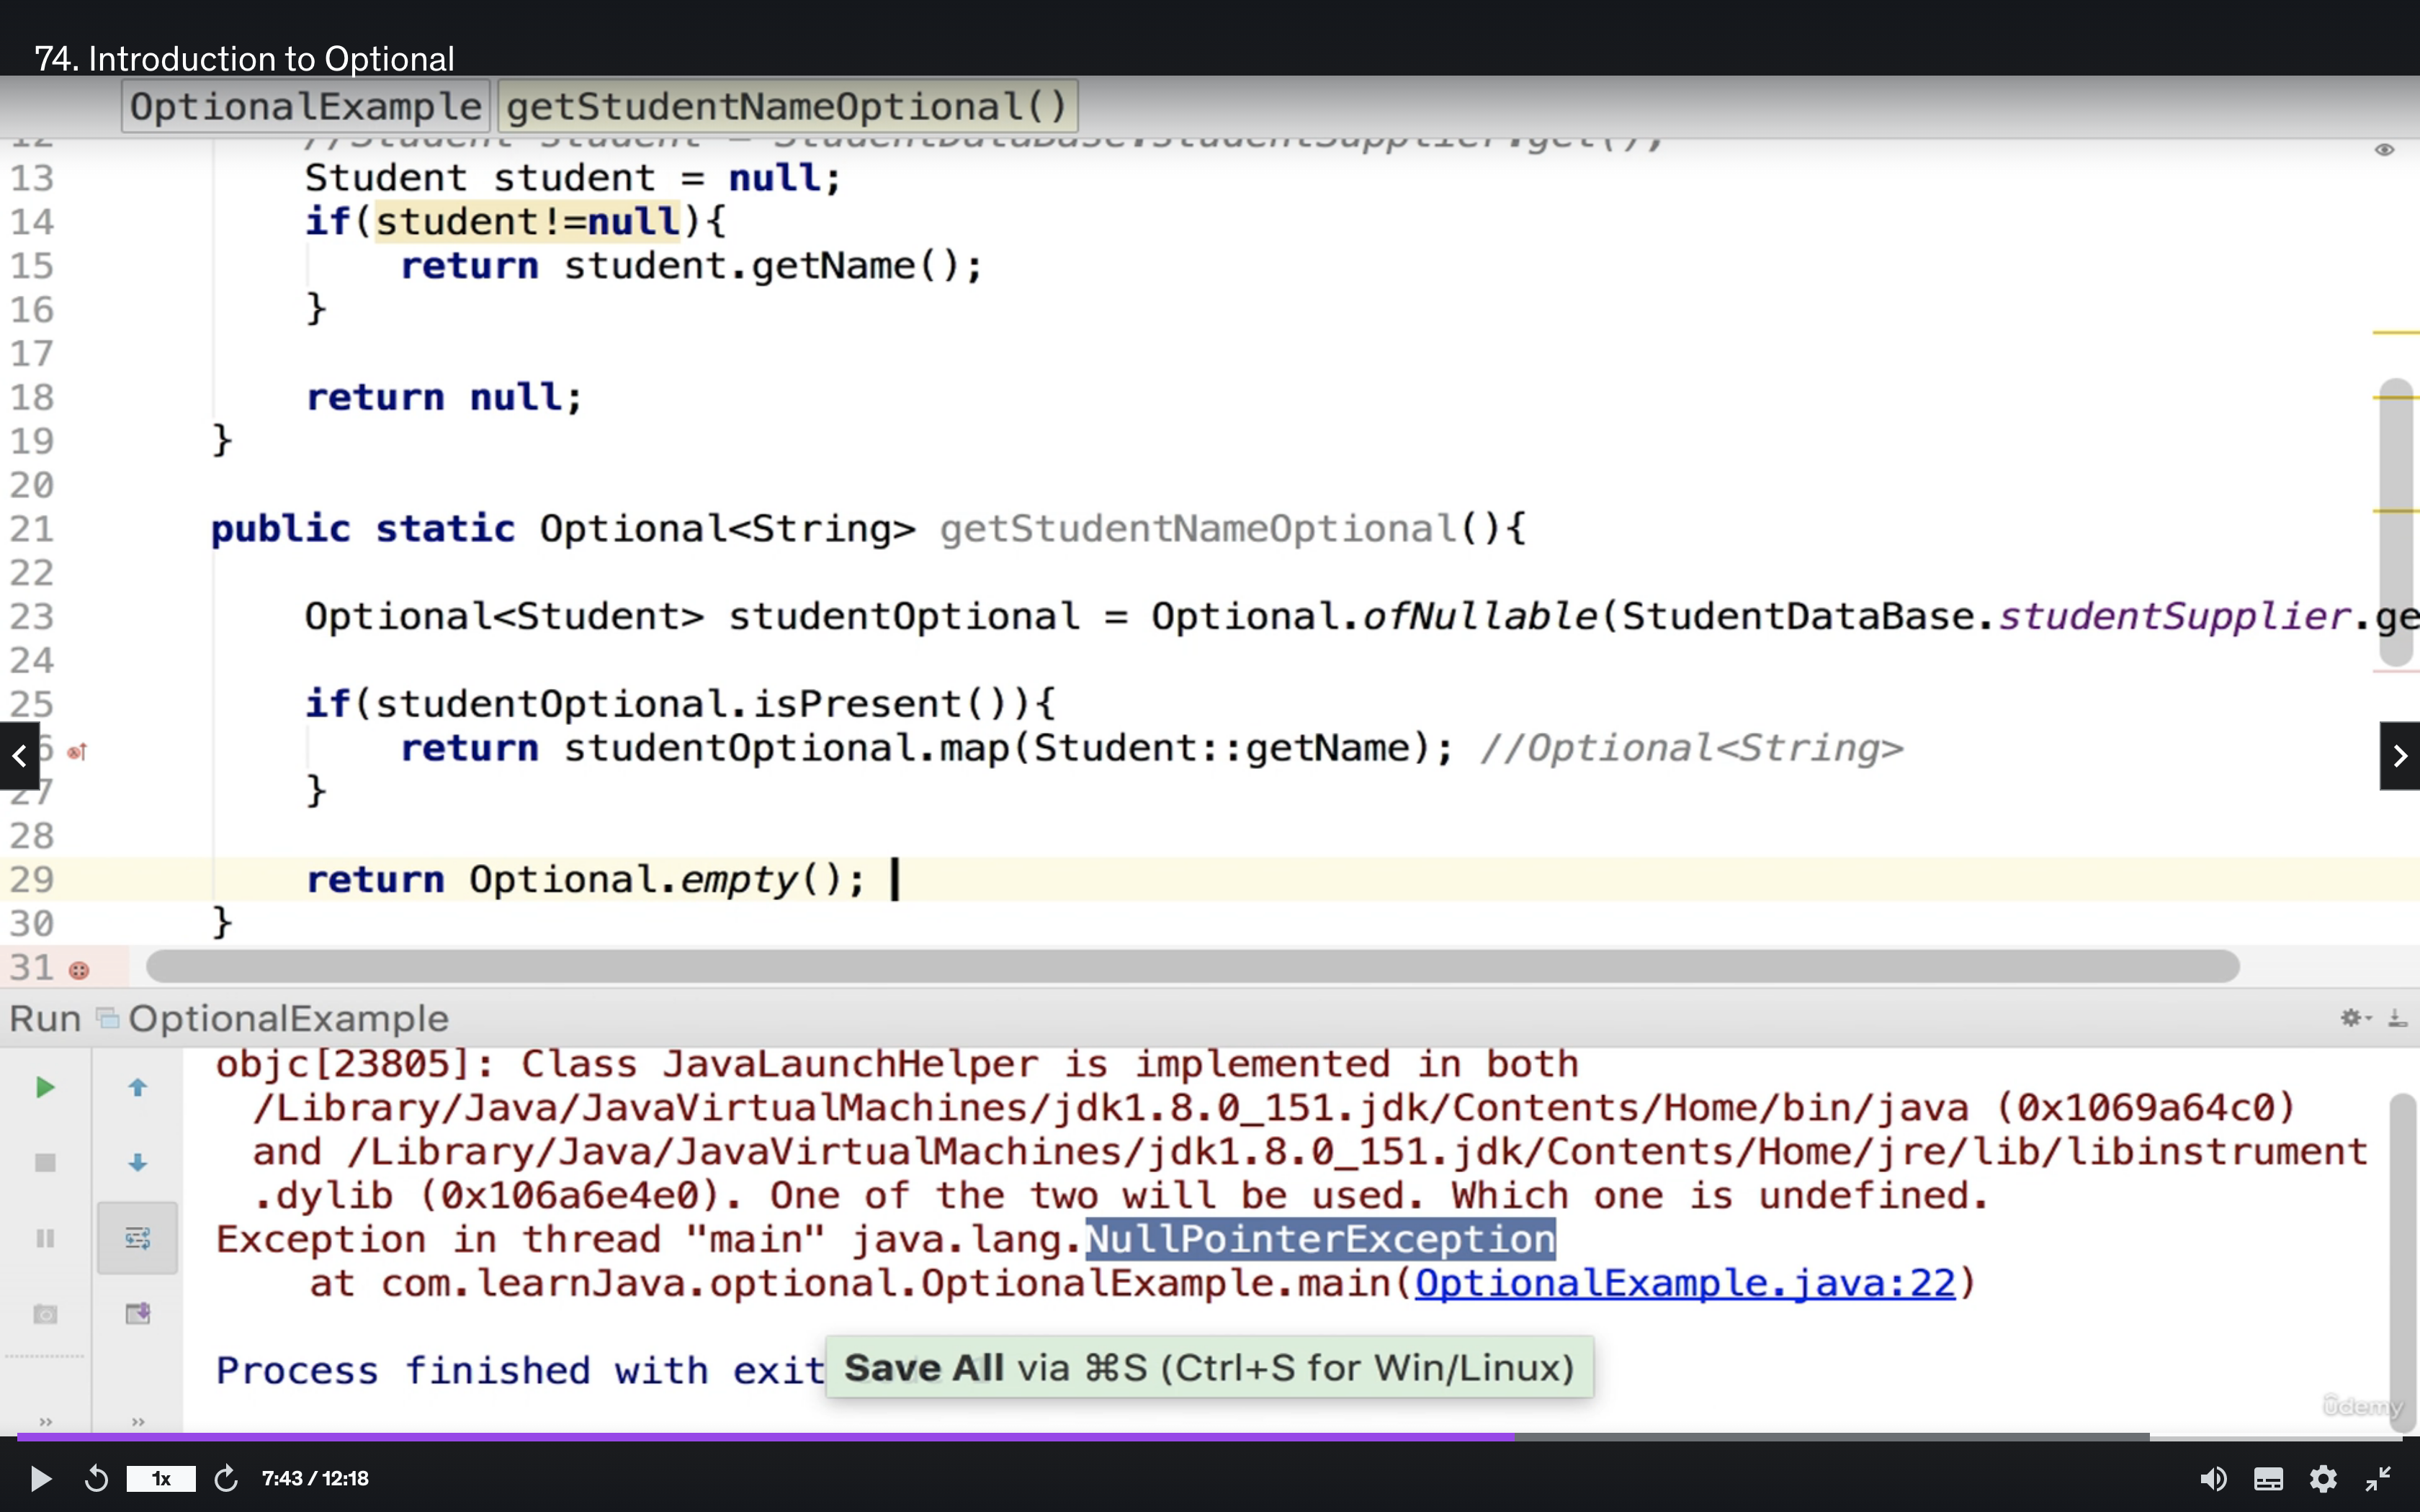 74. Introduction to Optional
OptionalExample getStudentNameOptional()
12 //Student student = StudentDataBase.studentSupplier.get();
13 Student student = null;
14 if(student!=null){
15 return student.getName();
16 }
17
18 return null;
19 }
20
21 public static Optional<String> getStudentNameOptional(){
22
23 Optional<Student> studentOptional = Optional.ofNullable(StudentDataBase.studentSupplier.ge
24
25 if(studentOptional.isPresent()){
6 return studentOptional.map(Student::getName); //Optional<String>
27 }
28
29 return Optional.empty();
30 }
31
Run OptionalExample
objc[23805]: Class JavaLaunchHelper is implemented in both
/Library/Java/JavaVirtualMachines/jdk1.8.0_151.jdk/Contents/Home/bin/java (0x1069a64c0)
and /Library/Java/JavaVirtualMachines/jdk1.8.0_151.jdk/Contents/Home/jre/lib/libinstrument
.dylib (0x106a6e4e0). One of the two will be used. Which one is undefined.
Exception in thread "main" java.lang.NullPointerException
at com.learnJava.optional.OptionalExample.main(OptionalExample.java:22)
Process finished with exit
Save All via ⌘S (Ctrl+S for Win/Linux)
udemy
1x 7:43 / 12:18